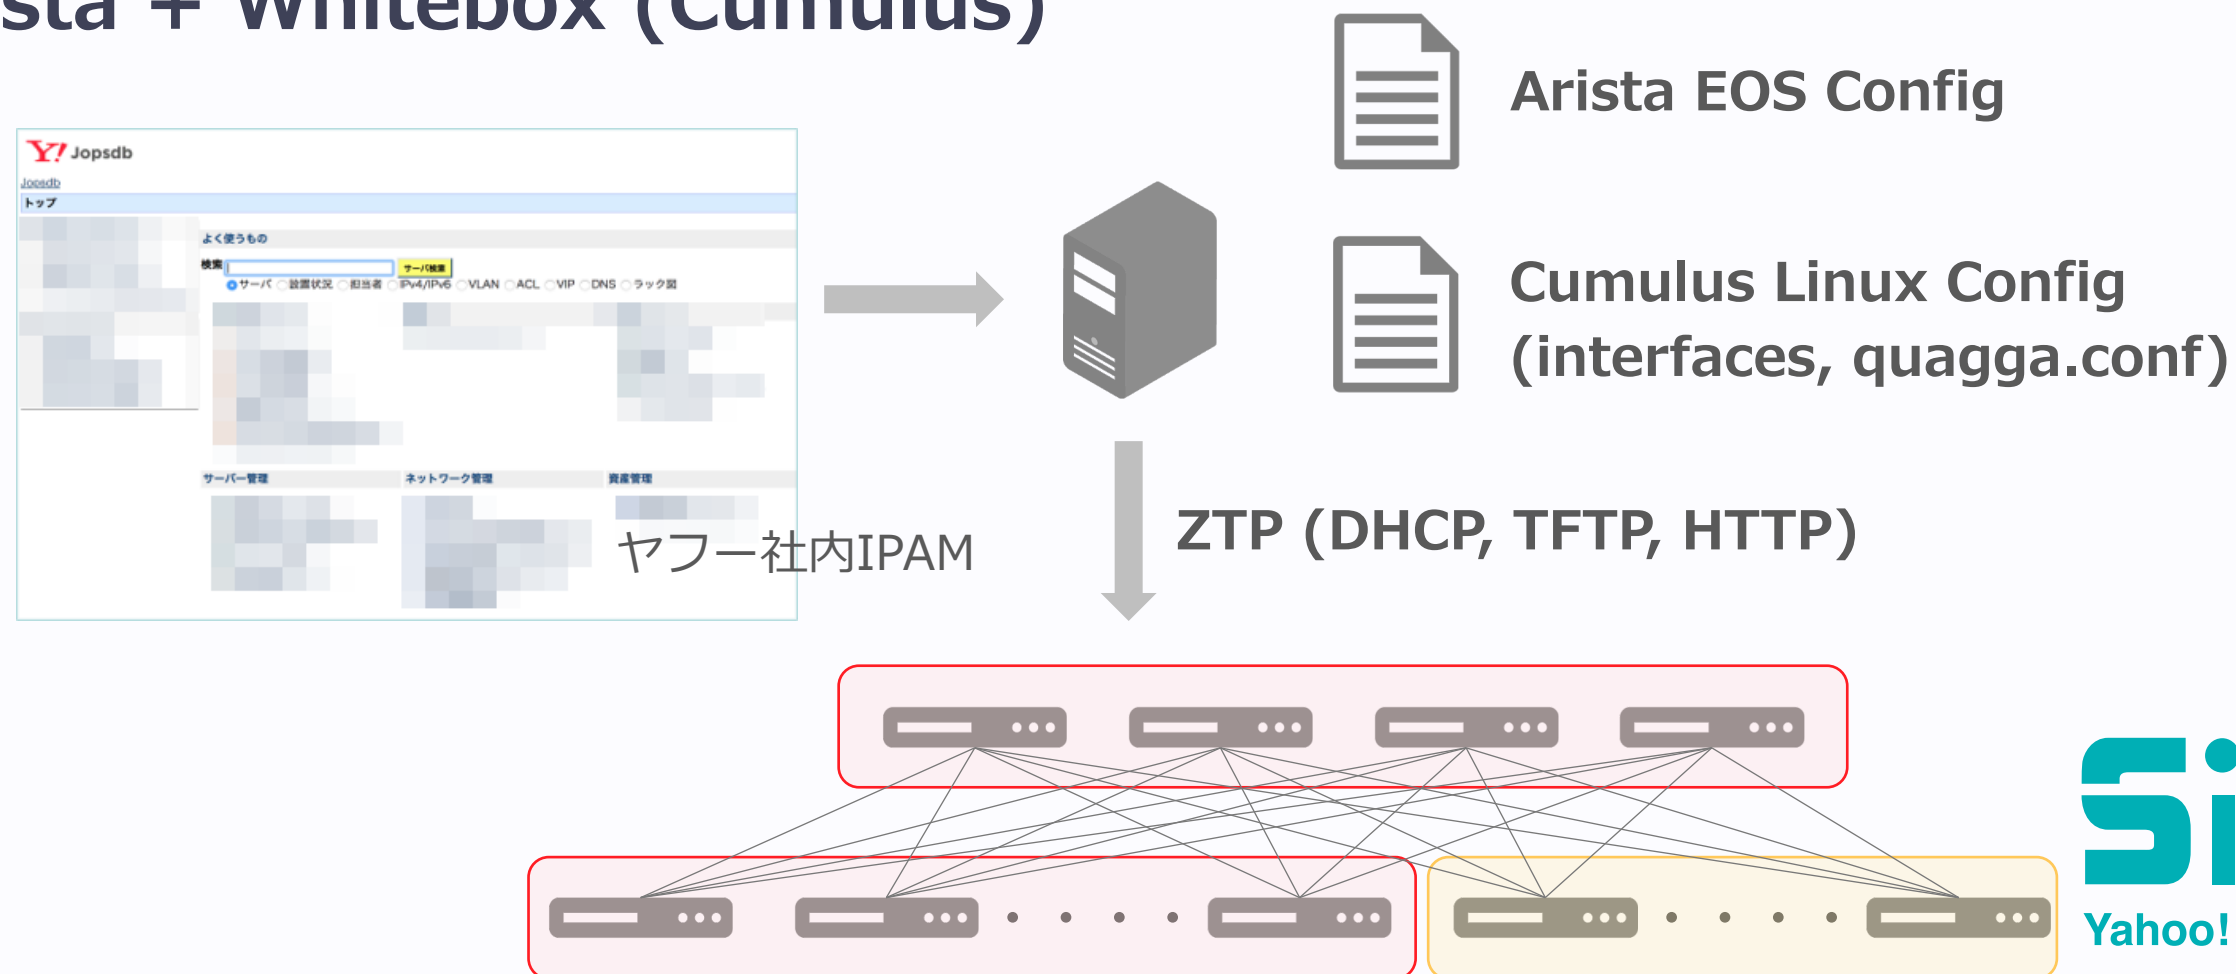 sta + Whitebox (Cumulus)
Arista EOS Config
Y! Jopsdb
Jopsdb
トップ
よく使うもの
検索
サーバ検索
サーバ 設置状況 担当者 IPv4/IPv6 VLAN ACL VIP DNS ラック図
Cumulus Linux Config
(interfaces, quagga.conf)
サーバー管理 ネットワーク管理 資産管理
ヤフー社内IPAM
ZTP (DHCP, TFTP, HTTP)
Si
Yahoo!